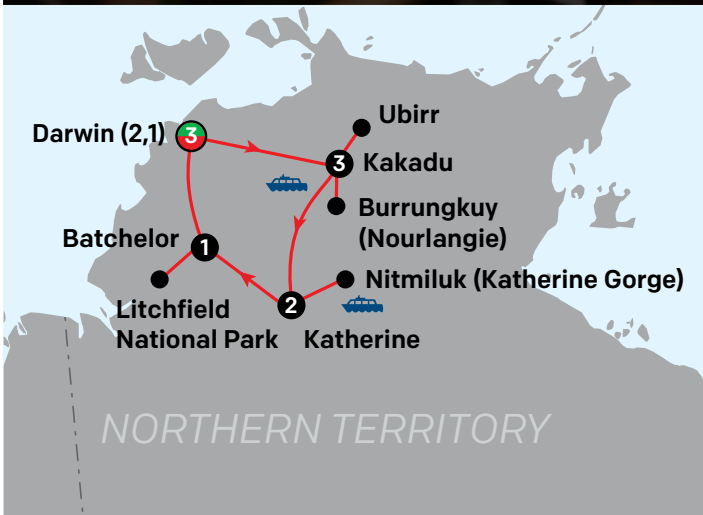 Ubirr
Darwin (2,1)
3
3
Kakadu
Burrungkuy
(Nourlangie)
Batchelor
1
Nitmiluk (Katherine Gorge)
2
Litchfield
National Park
Katherine
NORTHERN TERRITORY